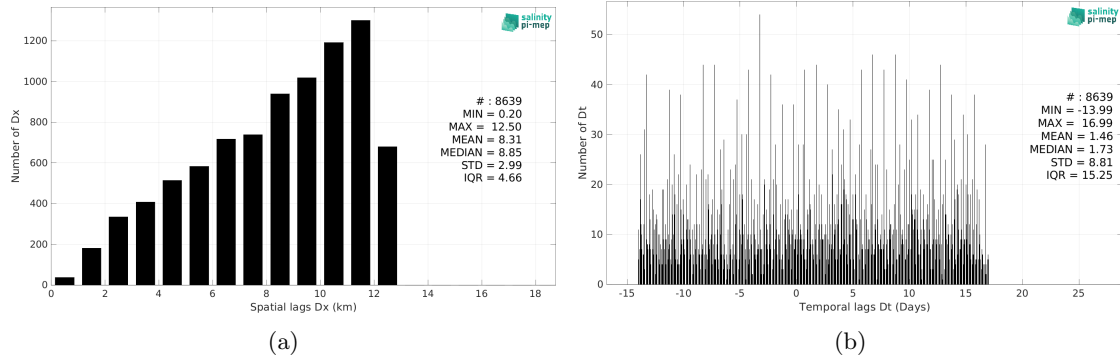 1200
1000
800
600
400
200
0
Number of Dx
0 2 4 6 8 10 12 14 16 18
Spatial lags Dx (km)
salinity
pi-mep
# : 8639
MIN = 0.20
MAX = 12.50
MEAN = 8.31
MEDIAN = 8.85
STD = 2.99
IQR = 4.66
(a)
50
40
30
20
10
0
Number of Dt
-15 -10 -5 0 5 10 15 20 25
Temporal lags Dt (Days)
salinity
pi-mep
# : 8639
MIN = -13.99
MAX = 16.99
MEAN = 1.46
MEDIAN = 1.73
STD = 8.81
IQR = 15.25
(b)